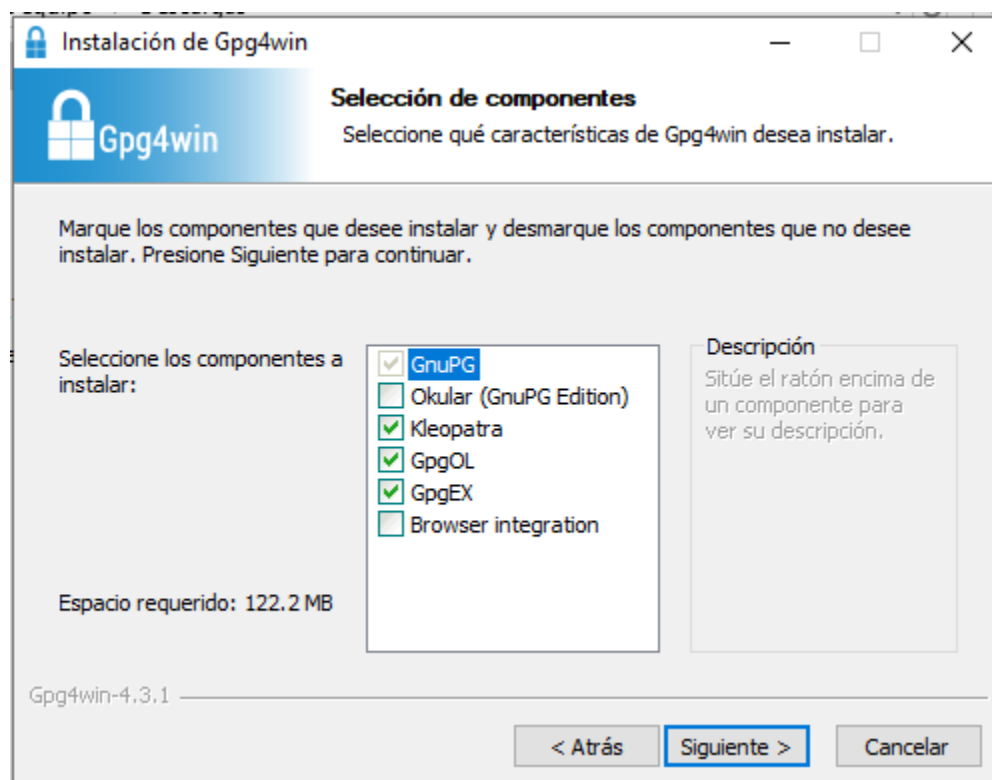 Instalación de Gpg4win
Gpg4win
Selección de componentes
Seleccione qué características de Gpg4win desea instalar.
Marque los componentes que desee instalar y desmarque los componentes que no desee
instalar. Presione Siguiente para continuar.
Seleccione los componentes a
instalar:
GnuPG
Okular (GnuPG Edition)
Kleopatra
GpgOL
GpgEX
Browser integration
Descripción
Sitúe el ratón encima de
un componente para
ver su descripción.
Espacio requerido: 122.2 MB
Gpg4win-4.3.1
< Atrás
Siguiente >
Cancelar